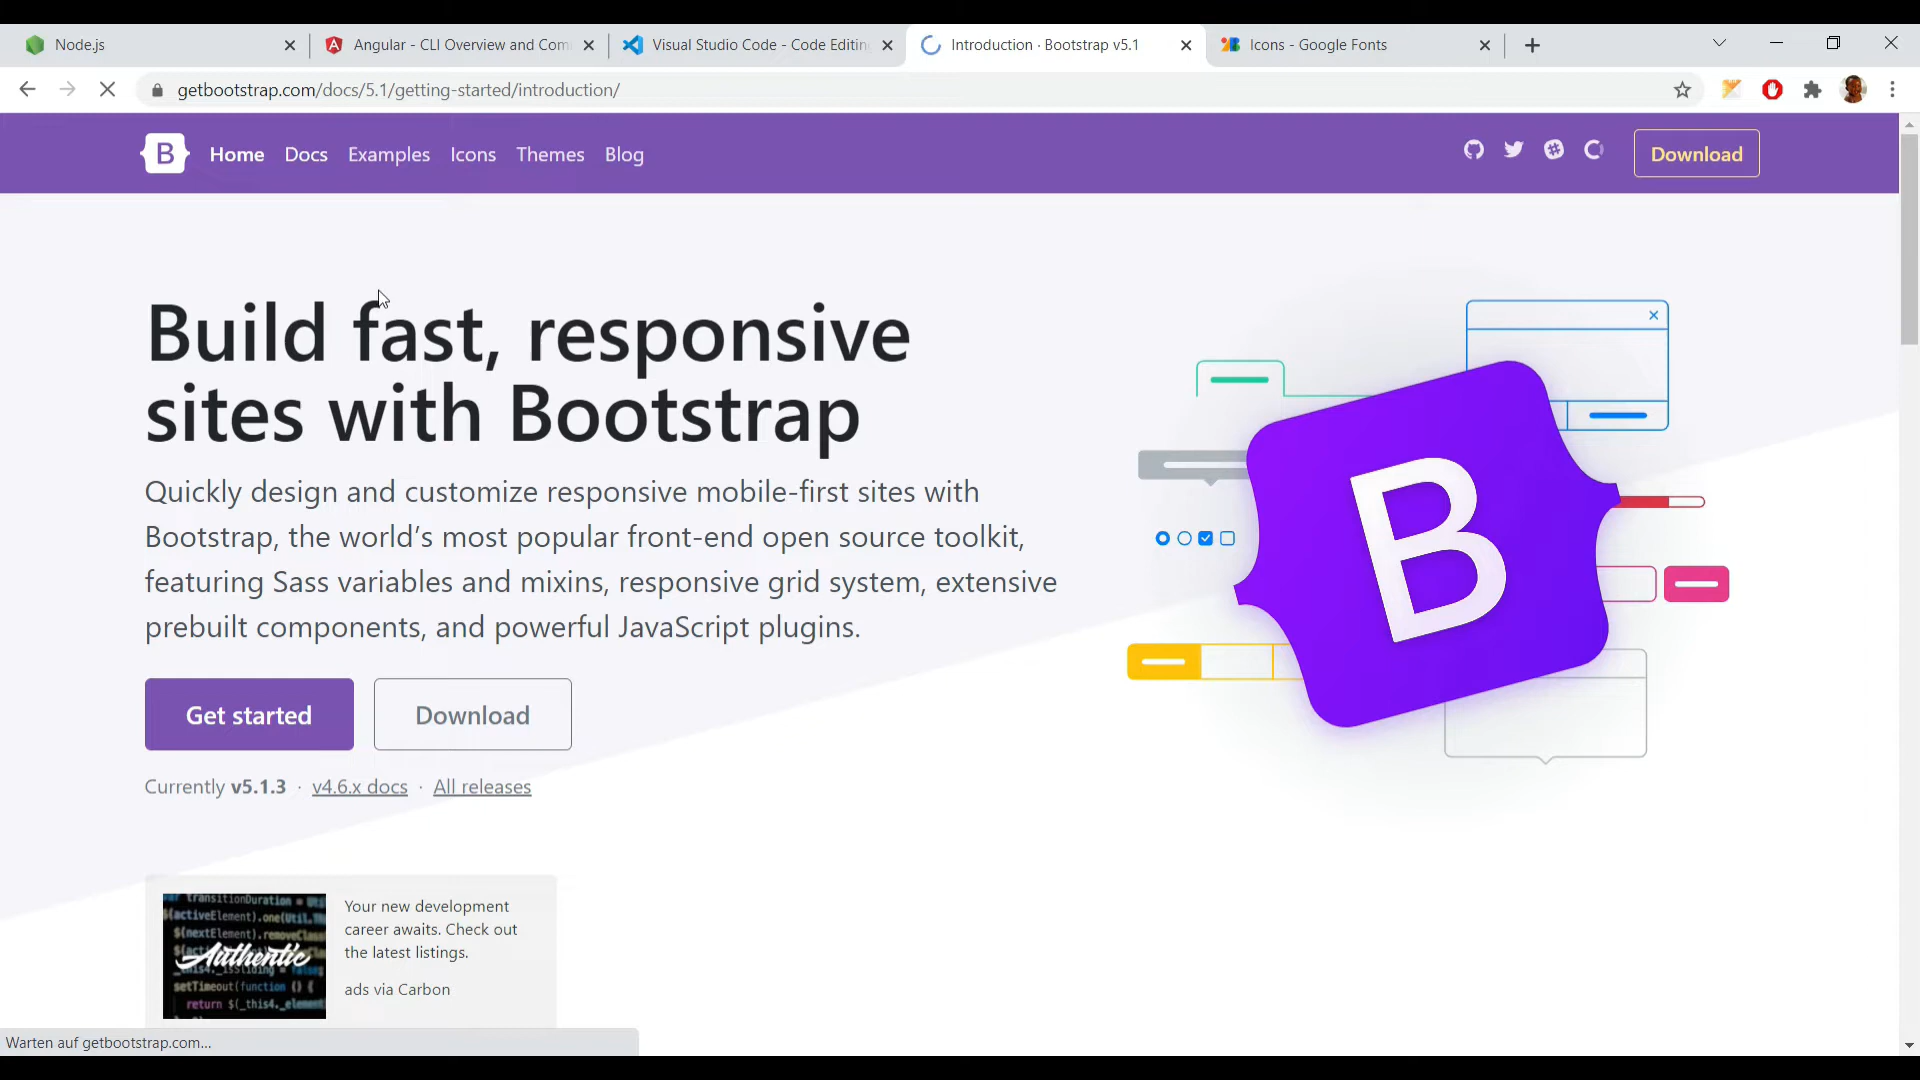 Node.js
Angular - CLI Overview and Com
Visual Studio Code - Code Editin
Introduction · Bootstrap v5.1
Icons - Google Fonts
getbootstrap.com/docs/5.1/getting-started/introduction/
B
Home
Docs
Examples
Icons
Themes
Blog
Download
Build fast, responsive
sites with Bootstrap
Quickly design and customize responsive mobile-first sites with
Bootstrap, the world’s most popular front-end open source toolkit,
featuring Sass variables and mixins, responsive grid system, extensive
prebuilt components, and powerful JavaScript plugins.
B
Get started
Download
Currently v5.1.3 · v4.6.x docs · All releases
Authentic
Your new development
career awaits. Check out
the latest listings.
ads via Carbon
Warten auf getbootstrap.com...